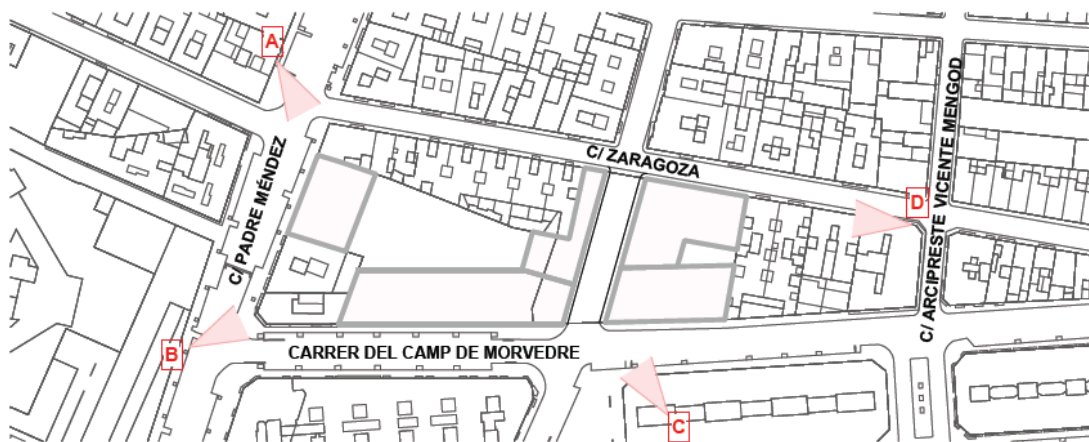 A
C/ ZARAGOZA
C/ PADRE MÉNDEZ
D
C/ ARCIPRESTE VICENTE MENGOD
B
CARRER DEL CAMP DE MORVEDRE
C